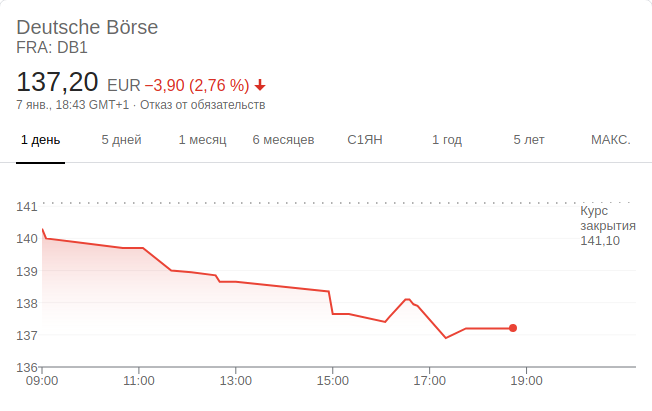 Deutsche Börse
FRA: DB1
137,20 EUR −3,90 (2,76 %)
7 янв., 18:43 GMT+1 · Отказ от обязательств
1 день 5 дней 1 месяц 6 месяцев С1ЯН 1 год 5 лет МАКС.
141
Курс
закрытия
141,10
140
139
138
137
136
09:00 11:00 13:00 15:00 17:00 19:00